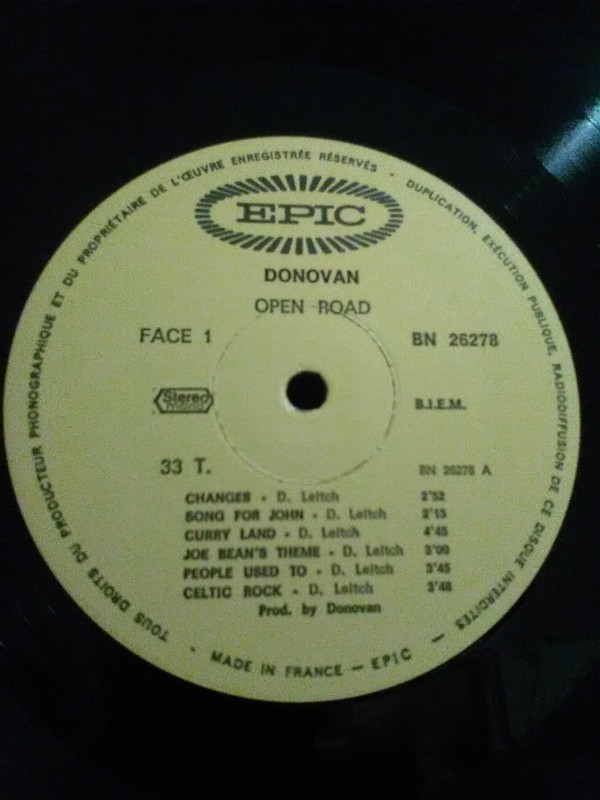 TOUS DROITS DU PRODUCTEUR PHONOGRAPHIQUE ET DU PROPRIÉTAIRE DE L'ŒUVRE ENREGISTRÉE RÉSERVÉS - DUPLICATION, EXÉCUTION PUBLIQUE, RADIODIFFUSION DE CE DISQUE INTERDITES
EPIC
DONOVAN
OPEN ROAD
FACE 1 BN 26278
Stereo B.I.E.M.
33 T. BN 26278 A
CHANGES - D. Leitch 2'52
SONG FOR JOHN - D. Leitch 2'15
CURRY LAND - D. Leitch 4'45
JOE BEAN'S THEME - D. Leitch 3'00
PEOPLE USED TO - D. Leitch 3'45
CELTIC ROCK - D. Leitch 3'48
Prod. by Donovan
- MADE IN FRANCE - EPIC -